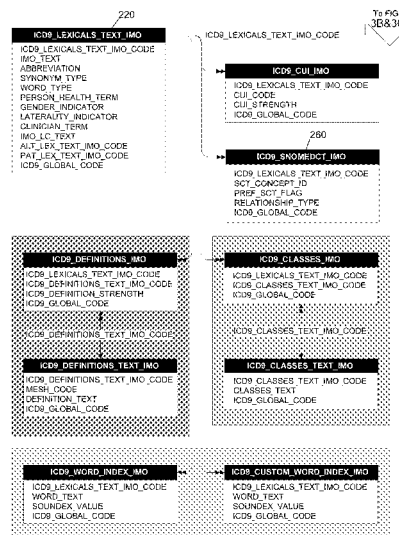 220
To FIG
3B&3C
ICD9_LEXICALS_TEXT_IMO
ICD9_LEXICALS_TEXT_IMO_CODE
IMO_TEXT
ABBREVIATION
SYNONYM_TYPE
WORD_TYPE
PERSON_HEALTH_TERM
GENDER_INDICATOR
LATERALITY_INDICATOR
CLINICIAN_TERM
IMO_LC_TEXT
ALT_LEX_TEXT_IMO_CODE
PAT_LEX_TEXT_IMO_CODE
ICD9_GLOBAL_CODE
ICD9_LEXICALS_TEXT_IMO_CODE
ICD9_CUI_IMO
ICD9_LEXICALS_TEXT_IMO_CODE
CUI_CODE
CUI_STRENGTH
ICD9_GLOBAL_CODE
260
ICD9_SNOMEDCT_IMO
ICD9_LEXICALS_TEXT_IMO_CODE
SCT_CONCEPT_ID
PREF_SCT_FLAG
RELATIONSHIP_TYPE
ICD9_GLOBAL_CODE
ICD9_DEFINITIONS_IMO
ICD9_LEXICALS_TEXT_IMO_CODE
ICD9_DEFINITIONS_TEXT_IMO_CODE
ICD9_DEFINITION_STRENGTH
ICD9_GLOBAL_CODE
ICD9_DEFINITIONS_TEXT_IMO_CODE
ICD9_DEFINITIONS_TEXT_IMO
ICD9_DEFINITIONS_TEXT_IMO_CODE
MESH_CODE
DEFINITION_TEXT
ICD9_GLOBAL_CODE
ICD9_CLASSES_IMO
ICD9_LEXICALS_TEXT_IMO_CODE
ICD9_CLASSES_TEXT_IMO_CODE
ICD9_GLOBAL_CODE
ICD9_CLASSES_TEXT_IMO_CODE
ICD9_CLASSES_TEXT_IMO
ICD9_CLASSES_TEXT_IMO_CODE
CLASSES_TEXT
ICD9_GLOBAL_CODE
ICD9_WORD_INDEX_IMO
ICD9_LEXICALS_TEXT_IMO_CODE
WORD_TEXT
SOUNDEX_VALUE
ICD9_GLOBAL_CODE
ICD9_CUSTOM_WORD_INDEX_IMO
ICD9_LEXICALS_TEXT_IMO_CODE
WORD_TEXT
SOUNDEX_VALUE
ICD9_GLOBAL_CODE